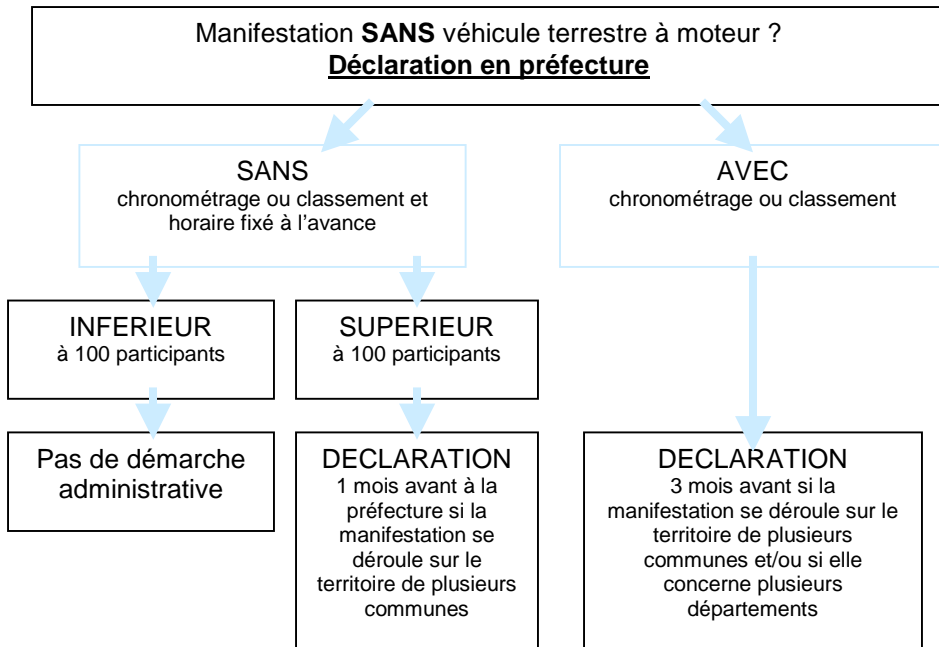 Manifestation SANS véhicule terrestre à moteur ?
Déclaration en préfecture
SANS
chronométrage ou classement et
horaire fixé à l'avance
AVEC
chronométrage ou classement
INFERIEUR
à 100 participants
SUPERIEUR
à 100 participants
Pas de démarche
administrative
DECLARATION
1 mois avant à la
préfecture si la
manifestation se
déroule sur le
territoire de plusieurs
communes
DECLARATION
3 mois avant si la
manifestation se déroule sur le
territoire de plusieurs
communes et/ou si elle
concerne plusieurs
départements